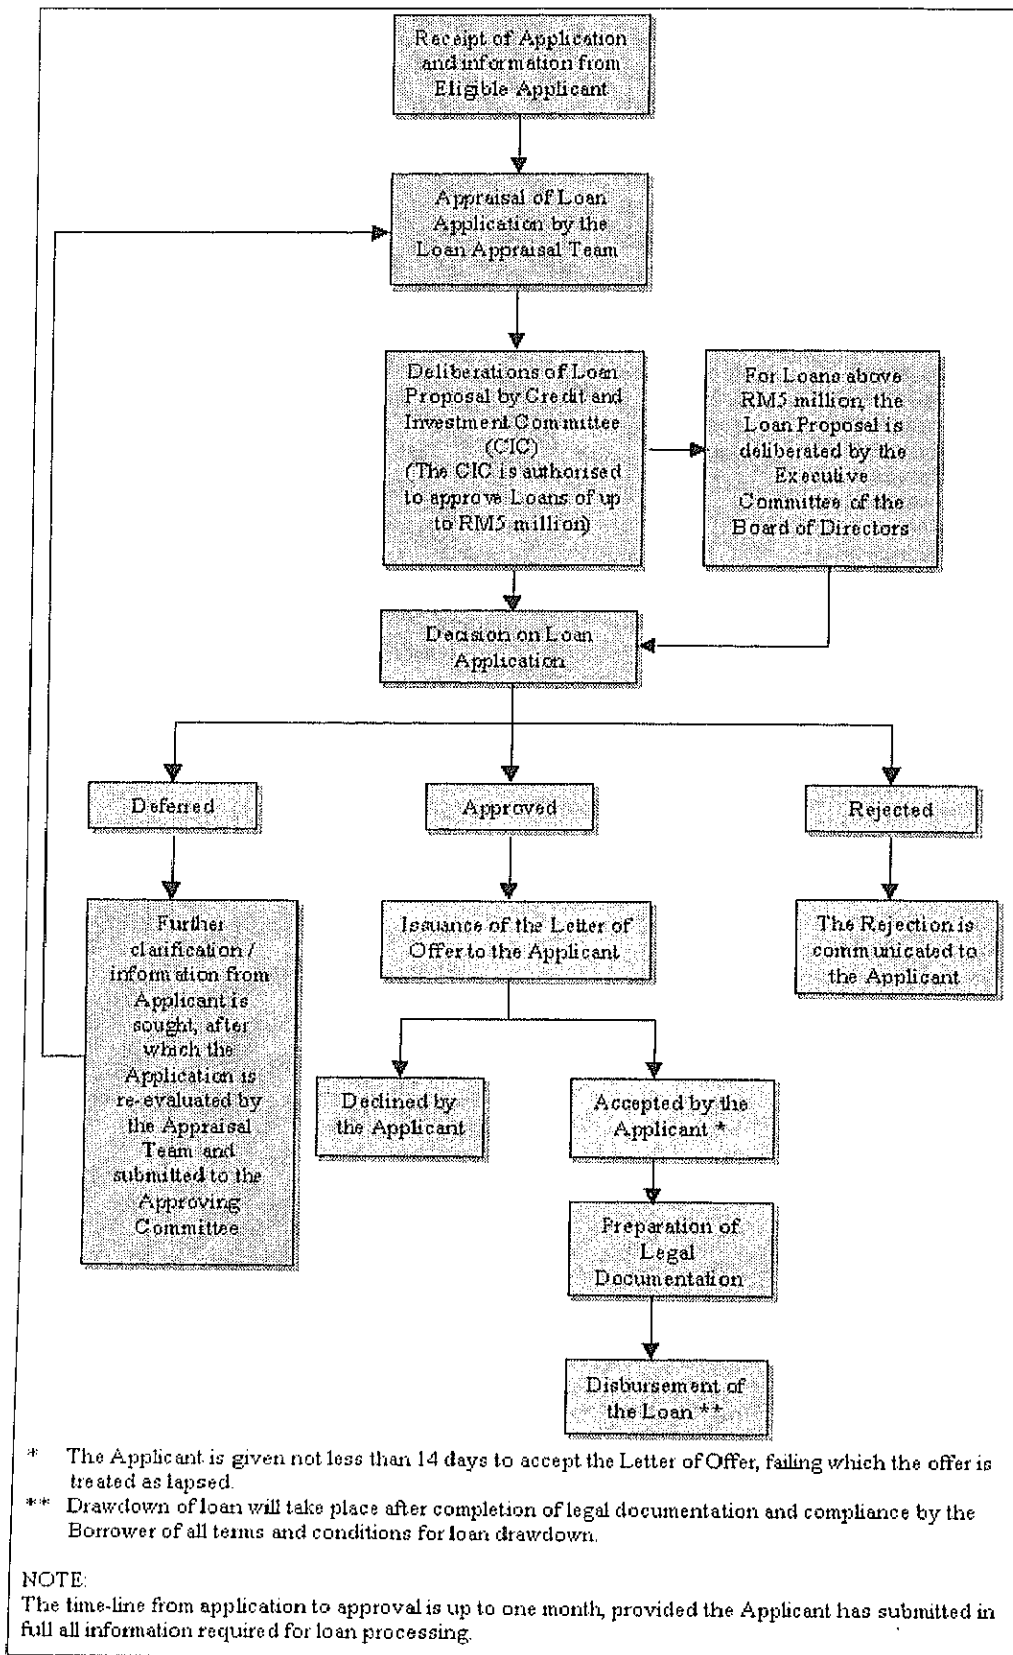 Receipt of Application
and information from
Eligible Applicant
Appraisal of Loan
Application by the
Loan Appraisal Team
Deliberations of Loan
Proposal by Credit and
Investment Committee
(CIC)
(The CIC is authorised
to approve Loans of up
to RM5 million)
For Loans above
RM5 million, the
Loan Proposal is
deliberated by the
Executive
Committee of the
Board of Directors
Decision on Loan
Application
Deferred
Approved
Rejected
Further
clarification /
information from
Applicant is
sought, after
which the
Application is
re-evaluated by
the Appraisal
Team and
submitted to the
Approving
Committee
Issuance of the Letter of
Offer to the Applicant
The Rejection is
communicated to
the Applicant
Declined by
the Applicant
Accepted by the
Applicant *
Preparation of
Legal
Documentation
Disbursement of
the Loan **
* The Applicant is given not less than 14 days to accept the Letter of Offer, failing which the offer is
treated as lapsed.
** Drawdown of loan will take place after completion of legal documentation and compliance by the
Borrower of all terms and conditions for loan drawdown.
NOTE:
The time-line from application to approval is up to one month, provided the Applicant has submitted in
full all information required for loan processing.